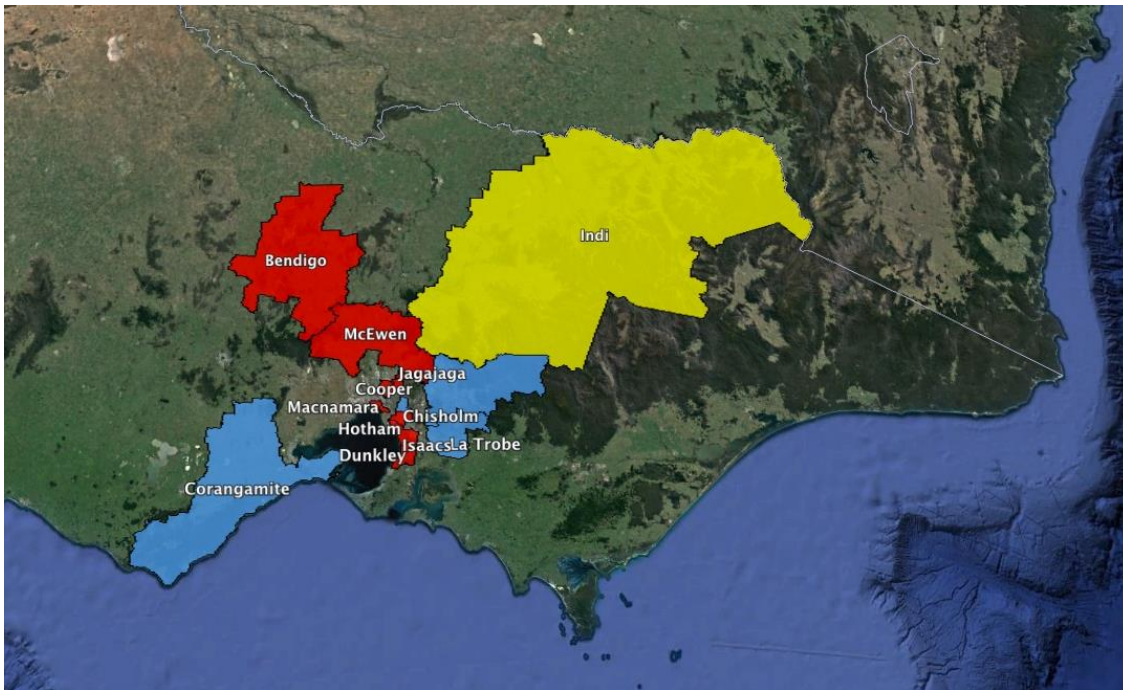 Indi
Bendigo
McEwen
Jagajaga
Cooper
Macnamara
Chisholm
Hotham
Isaacs
La Trobe
Dunkley
Corangamite